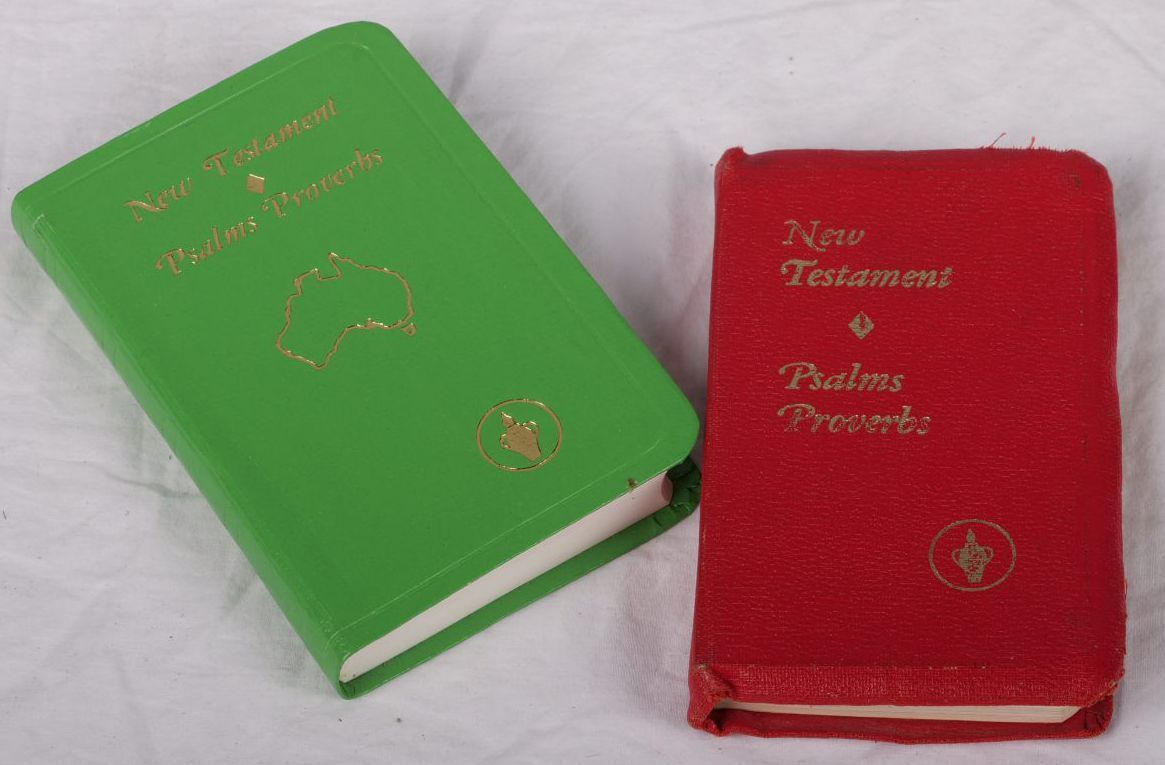 New Testament
Psalms Proverbs
New
Testament
Psalms
Proverbs